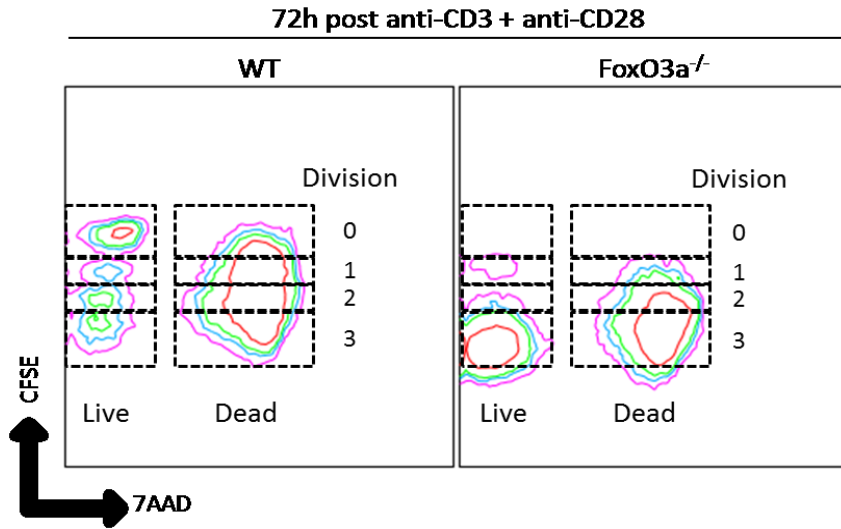 72h post anti-CD3 + anti-CD28
WT
FoxO3a-/-
Division
Division
0
1
2
3
0
1
2
3
Live
Dead
Live
Dead
CFSE
7AAD